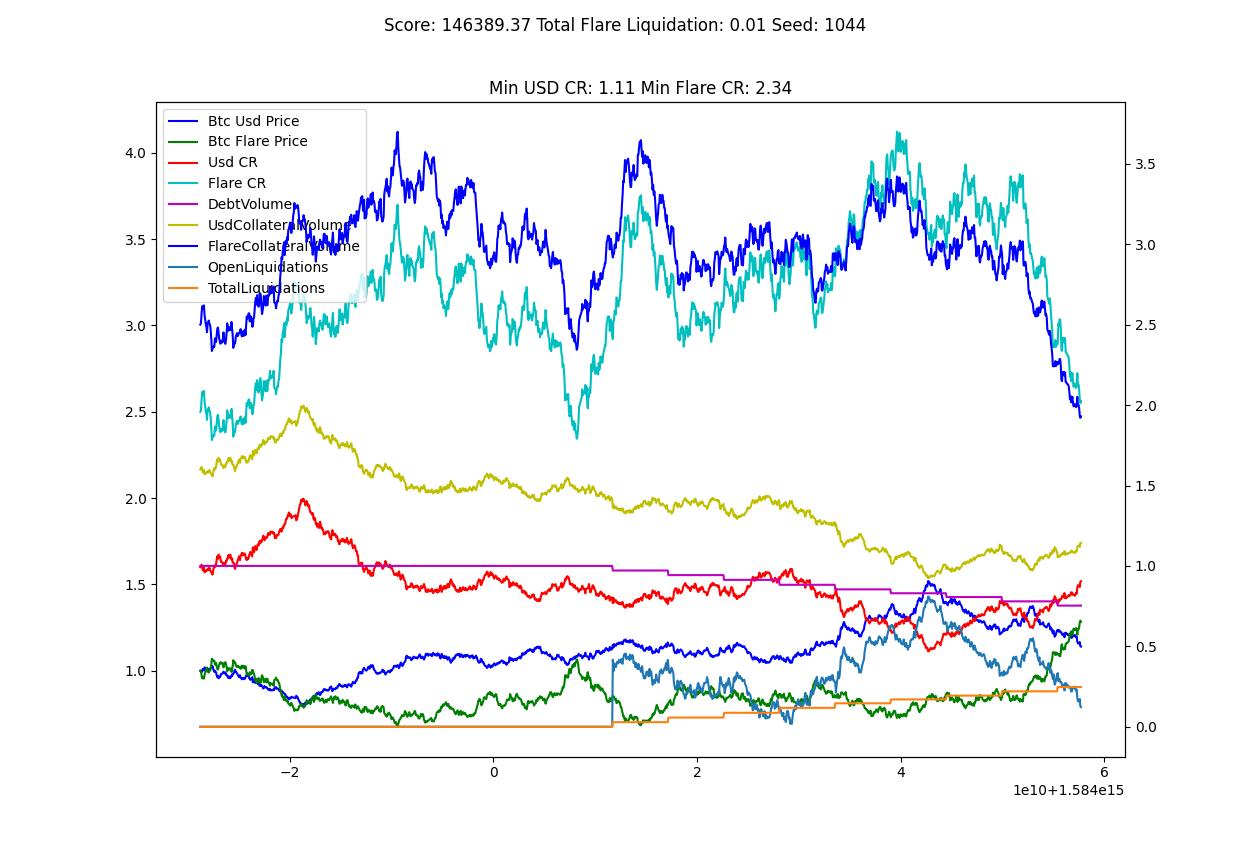 Score: 146389.37 Total Flare Liquidation: 0.01 Seed: 1044
Min USD CR: 1.11 Min Flare CR: 2.34
Btc Usd Price
Btc Flare Price
Usd CR
Flare CR
DebtVolume
UsdCollateralVolume
FlareCollateralVolume
OpenLiquidations
TotalLiquidations
4.0
3.5
3.0
2.5
2.0
1.5
1.0
3.5
3.0
2.5
2.0
1.5
1.0
0.5
0.0
−2
0
2
4
6
1e10+1.584e15